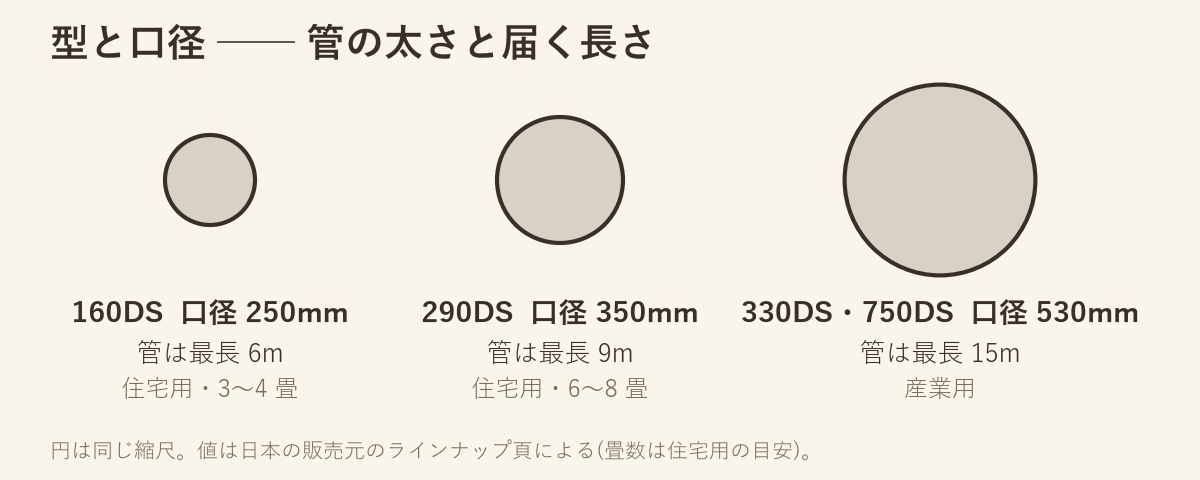 型と口径 ―― 管の太さと届く長さ
160DS 口径 250mm
管は最長 6m
住宅用・3〜4 畳
290DS 口径 350mm
管は最長 9m
住宅用・6〜8 畳
330DS・750DS 口径 530mm
管は最長 15m
産業用
円は同じ縮尺。値は日本の販売元のラインナップ頁による(畳数は住宅用の目安)。